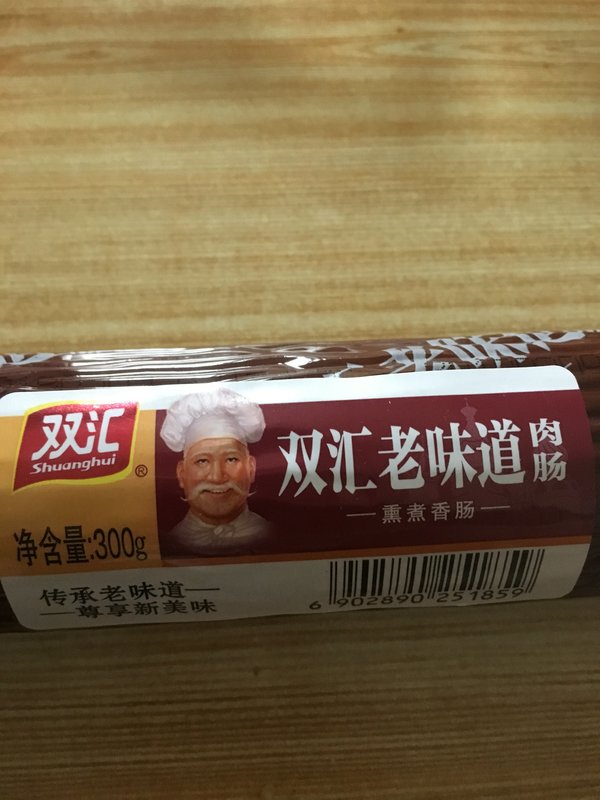 双汇
Shuanghui
®
净含量:300g
双汇老味道肉肠
熏煮香肠
传承老味道
尊享新美味
6 902890 251859